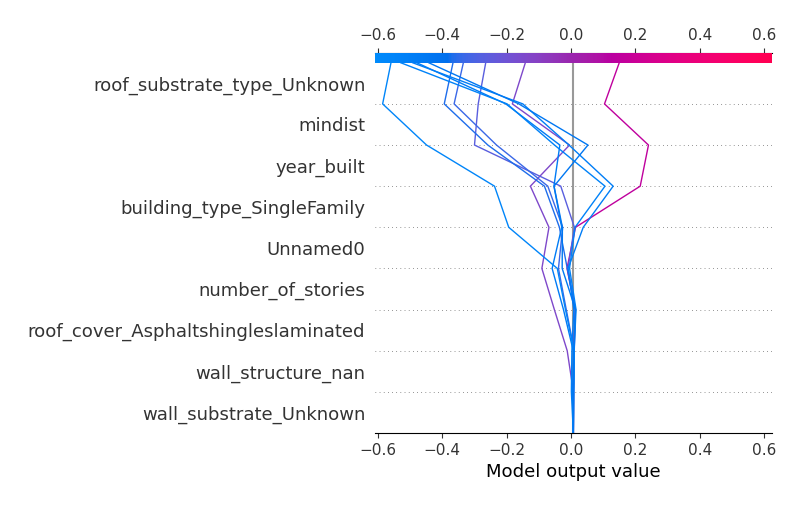 −0.6 −0.4 −0.2 0.0 0.2 0.4 0.6
roof_substrate_type_Unknown
mindist
year_built
building_type_SingleFamily
Unnamed0
number_of_stories
roof_cover_Asphaltshingleslaminated
wall_structure_nan
wall_substrate_Unknown
−0.6 −0.4 −0.2 0.0 0.2 0.4 0.6
Model output value